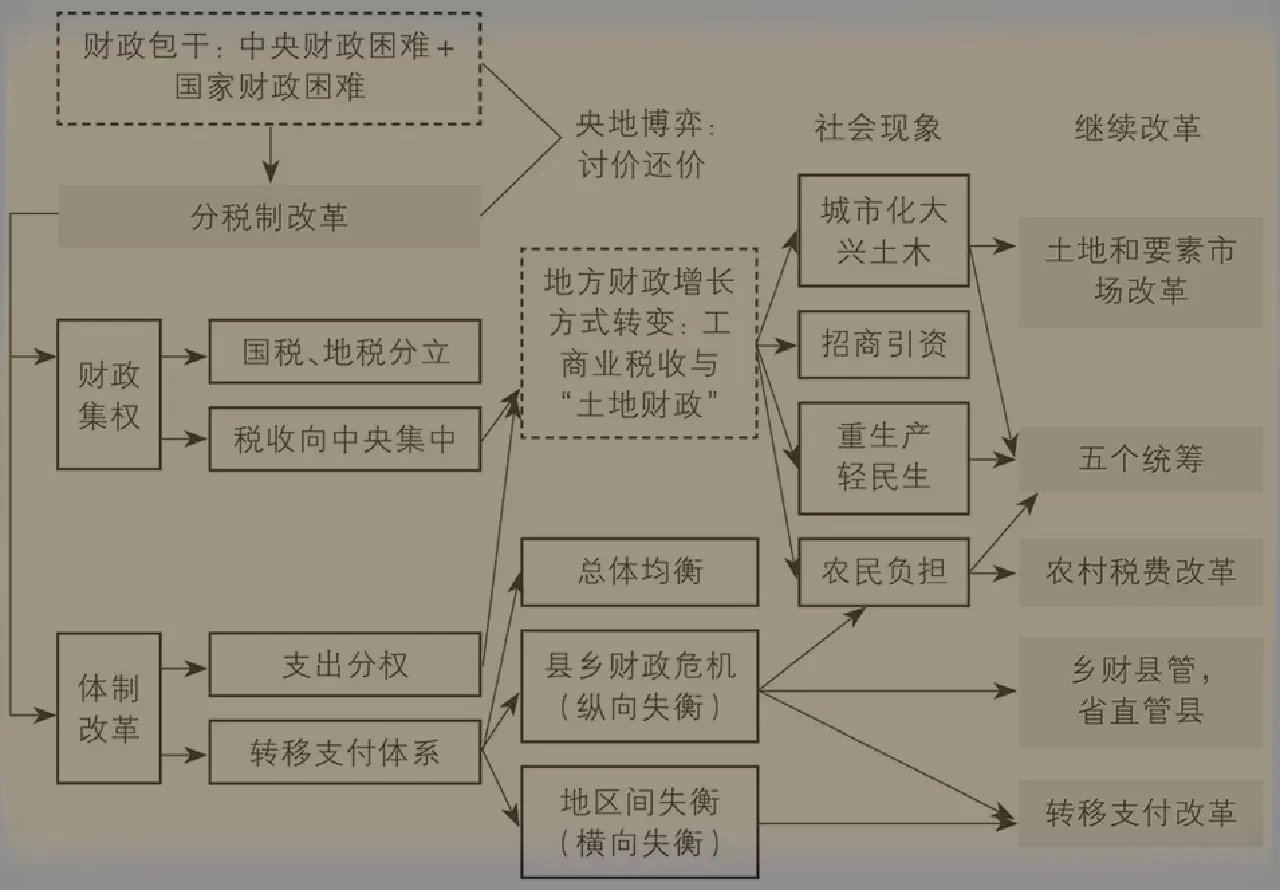 财政包干：中央财政困难+
国家财政困难
央地博弈：
讨价还价
社会现象
继续改革
分税制改革
城市化大
兴土木
土地和要素市
场改革
地方财政增长
方式转变：工
商业税收与
“土地财政”
招商引资
财政
集权
国税、地税分立
税收向中央集中
重生产
轻民生
五个统筹
总体均衡
农民负担
农村税费改革
体制
改革
支出分权
县乡财政危机
（纵向失衡）
乡财县管，
省直管县
转移支付体系
地区间失衡
（横向失衡）
转移支付改革